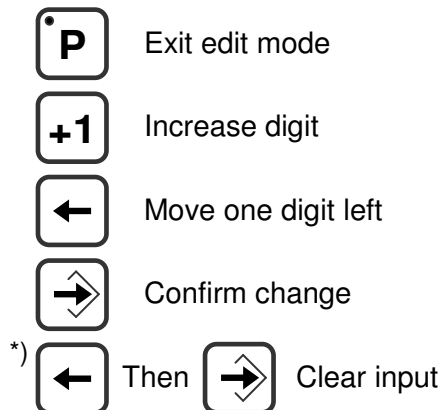 P Exit edit mode
+1 Increase digit
Move one digit left
Confirm change
*) Then Clear input